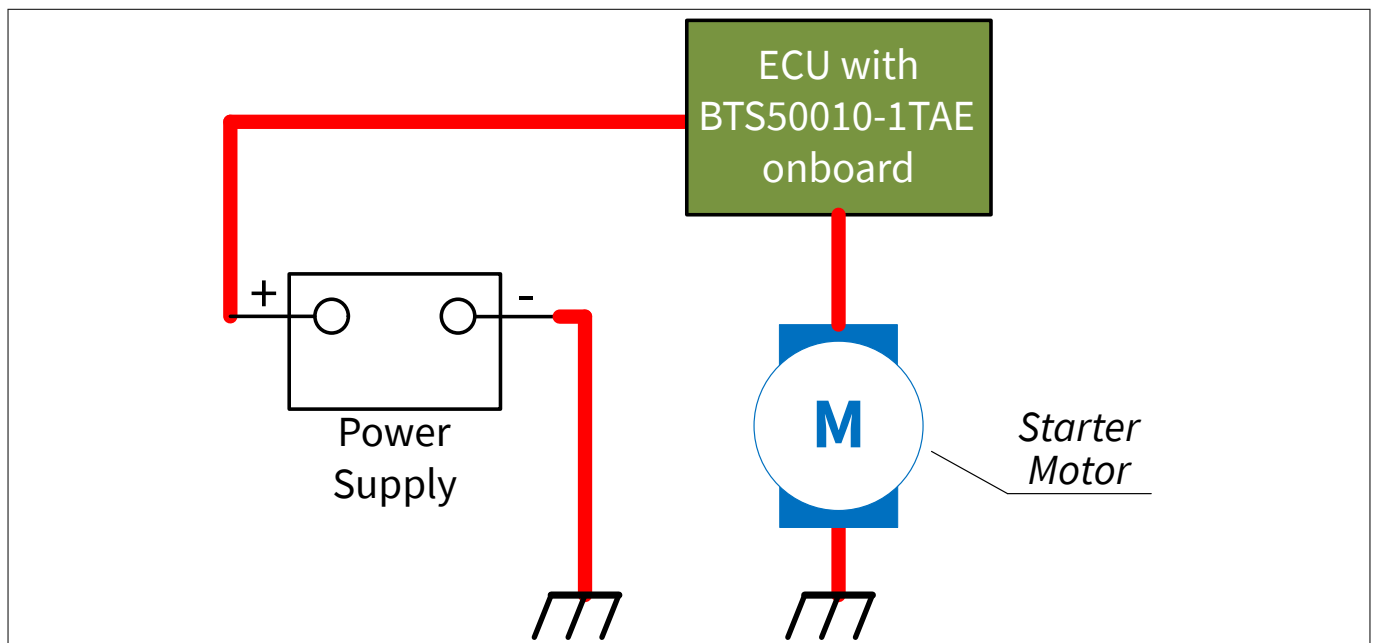 ECU with
BTS50010-1TAE
onboard
+
-
Power
Supply
M
Starter
Motor